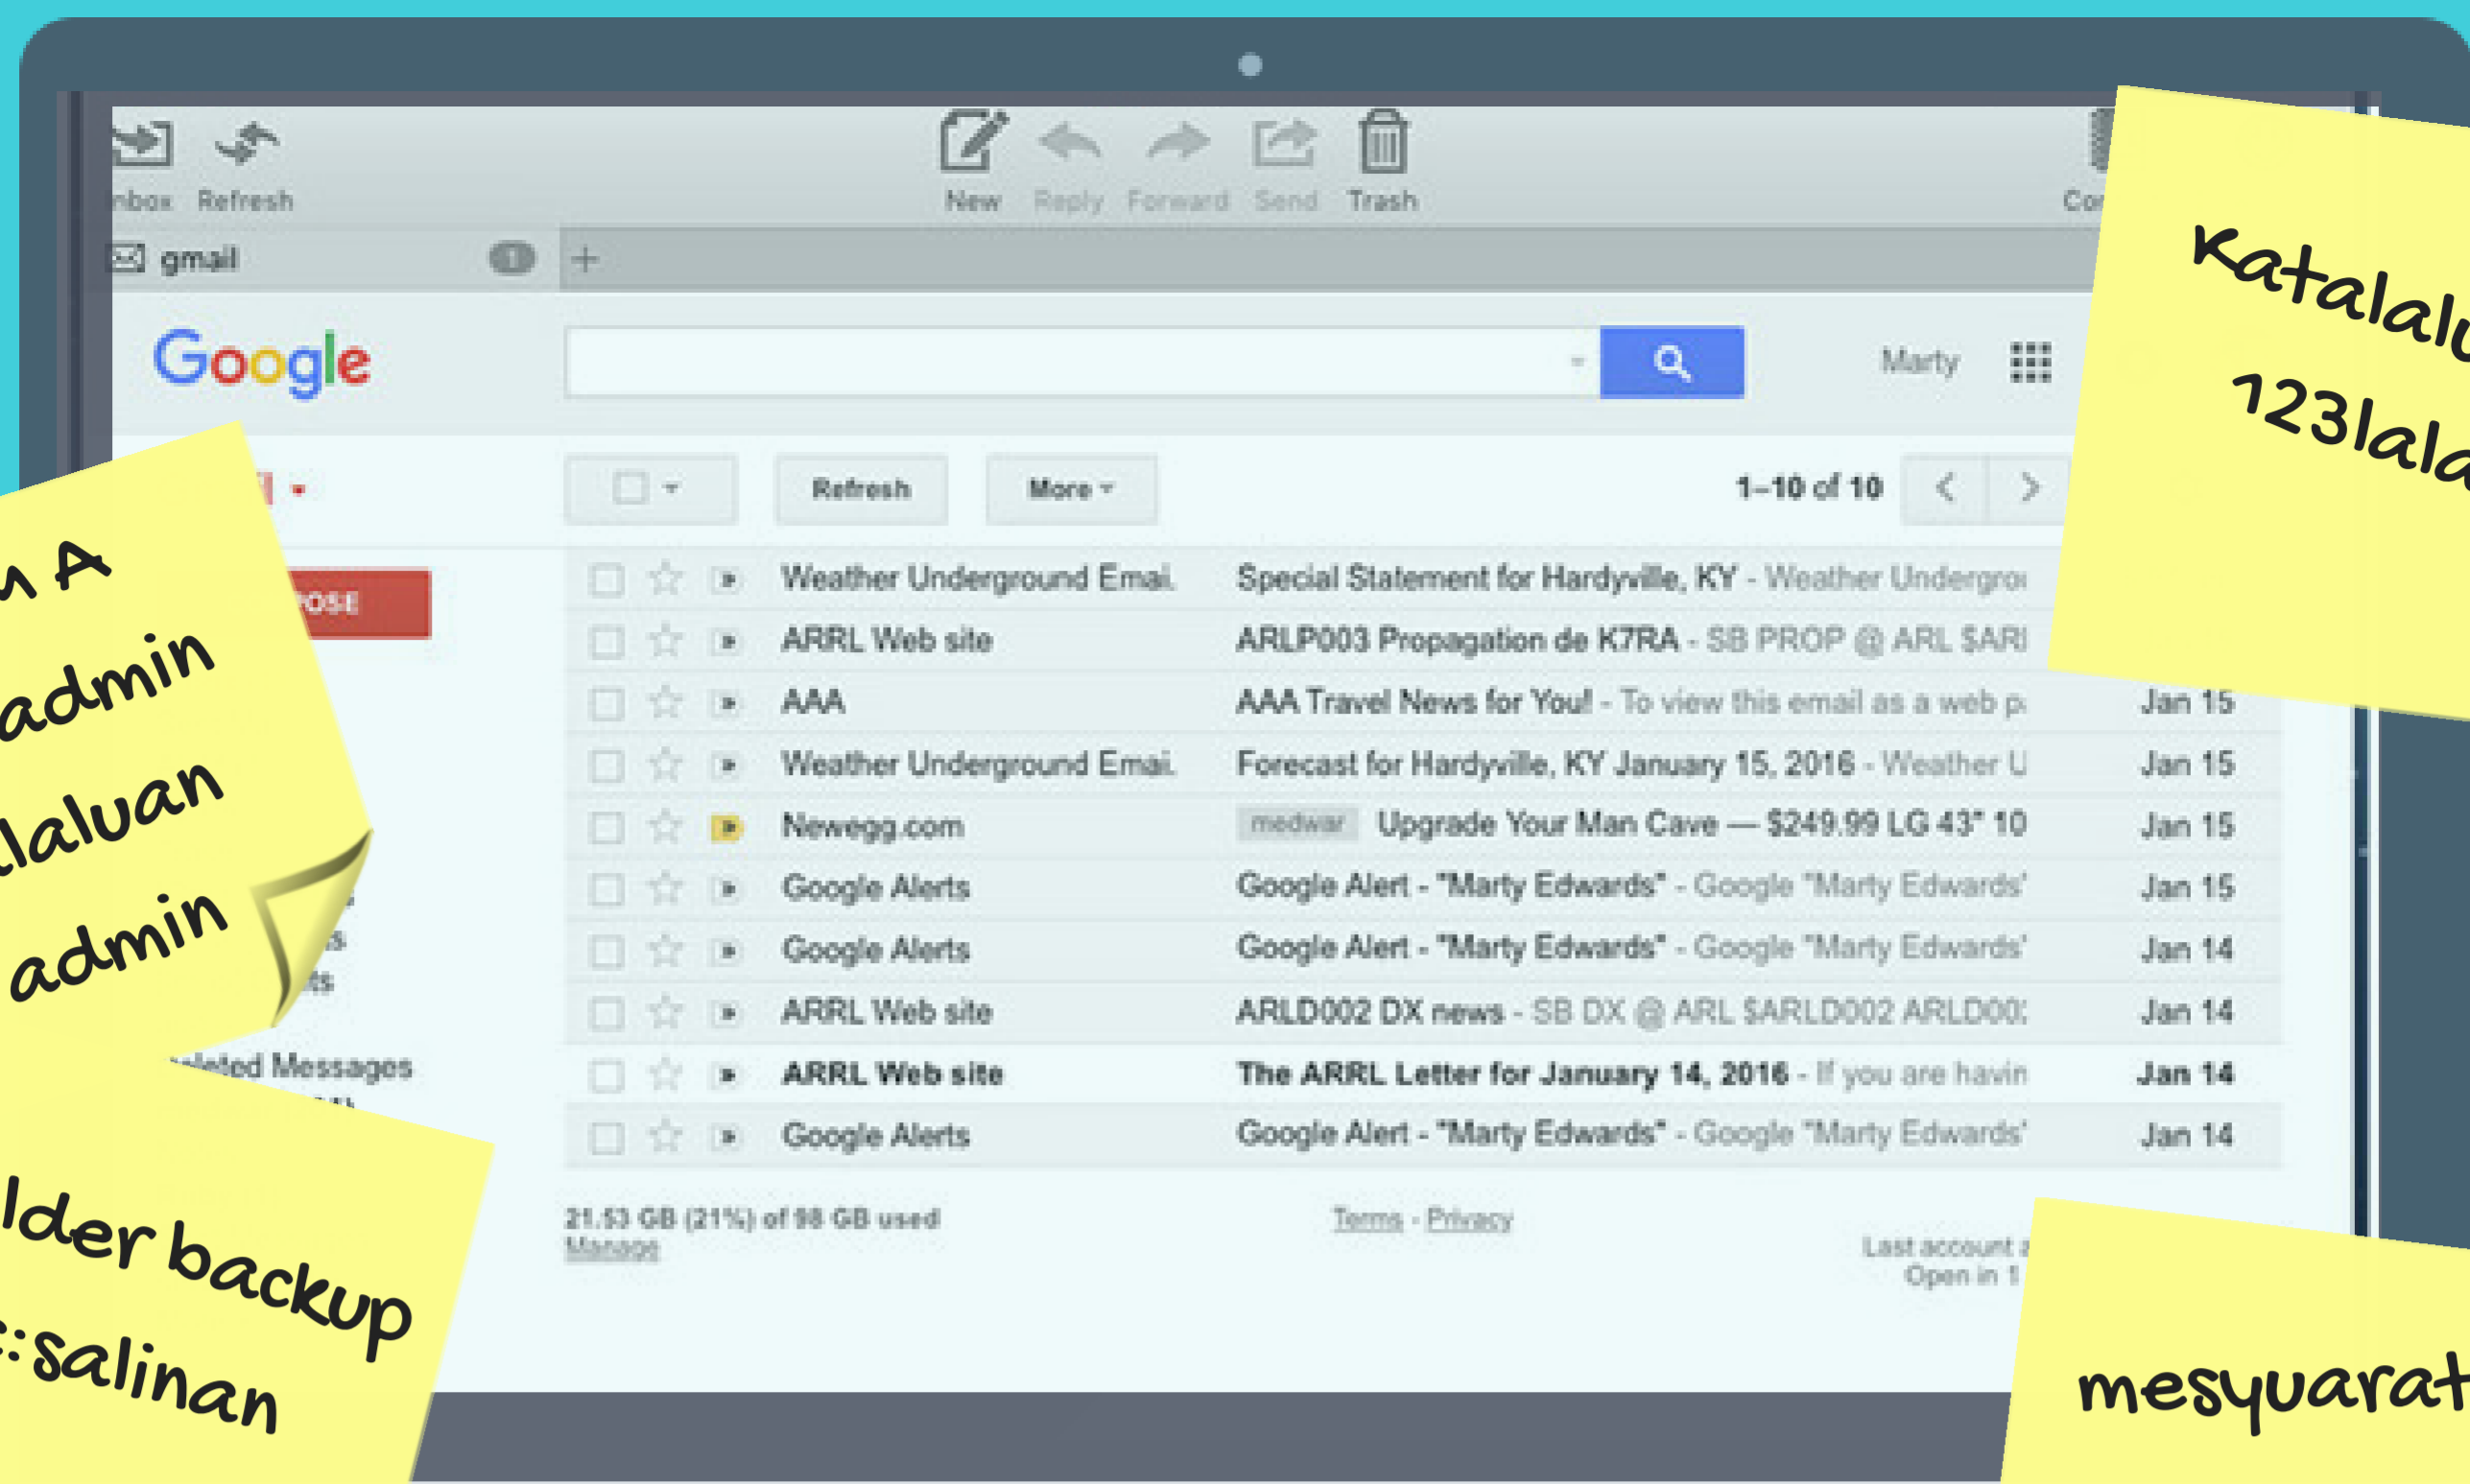 Inbox Refresh New Reply Forward Send Trash
gmail 1 +
Google
Marty
Refresh More 1–10 of 10
Weather Underground Emai. Special Statement for Hardyville, KY - Weather Undergrou
ARRL Web site ARLP003 Propagation de K7RA - SB PROP @ ARL $ARI
AAA AAA Travel News for You! - To view this email as a web pa Jan 15
Weather Underground Emai. Forecast for Hardyville, KY January 15, 2016 - Weather U Jan 15
Newegg.com medwar Upgrade Your Man Cave — $249.99 LG 43" 10 Jan 15
Google Alerts Google Alert - "Marty Edwards" - Google "Marty Edwards" Jan 15
Google Alerts Google Alert - "Marty Edwards" - Google "Marty Edwards" Jan 14
ARRL Web site ARLD002 DX news - SB DX @ ARL $ARLD002 ARLD002 Jan 14
ARRL Web site The ARRL Letter for January 14, 2016 - If you are havin Jan 14
Google Alerts Google Alert - "Marty Edwards" - Google "Marty Edwards" Jan 14
21.53 GB (21%) of 98 GB used
Manage
Terms - Privacy
Last account a
Open in 1
A
admin
laluan
admin
Messages
lder backup
:salinan
Katalalu
123lala
mesyuarat